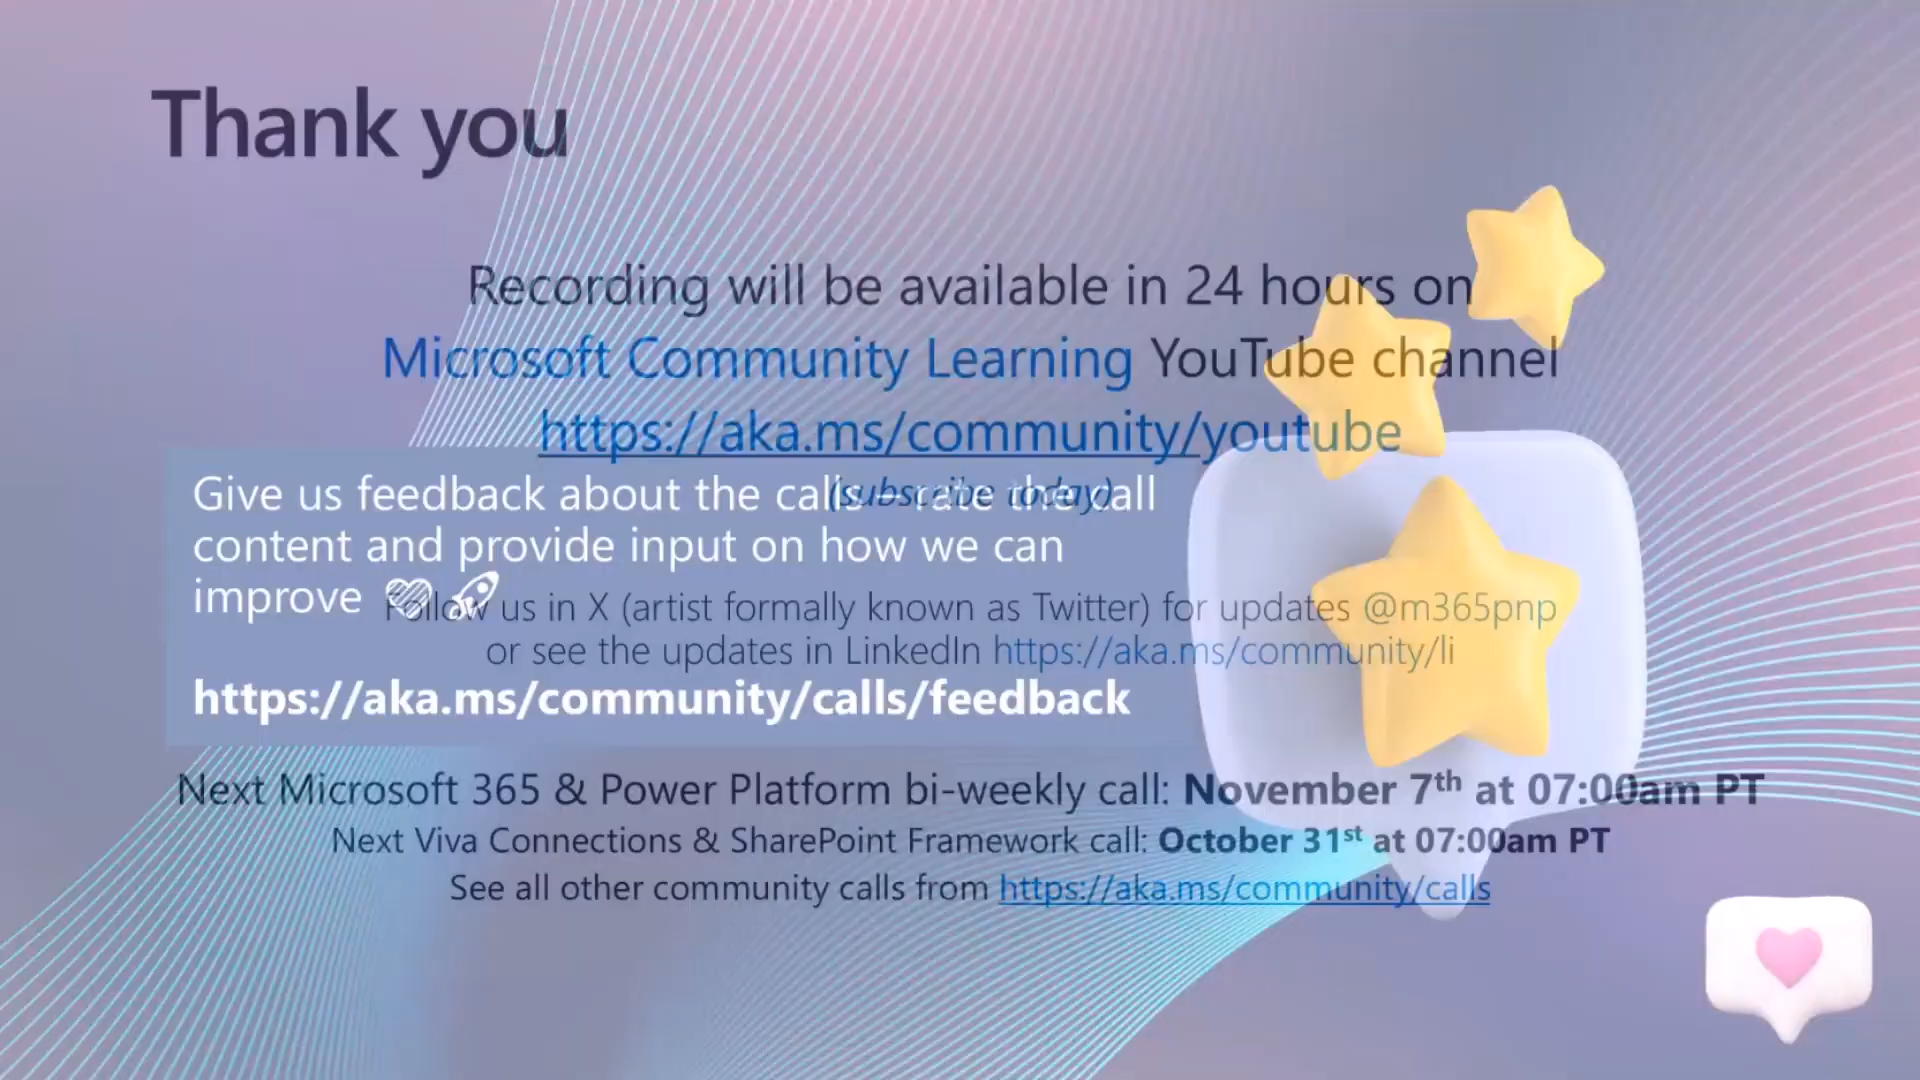 Thank you
Recording will be available in 24 hours on
Microsoft Community Learning YouTube channel
https://aka.ms/community/youtube
(subscribe today)
Give us feedback about the calls – rate the call
content and provide input on how we can
improve
Follow us in X (artist formally known as Twitter) for updates @m365pnp
or see the updates in LinkedIn https://aka.ms/community/li
https://aka.ms/community/calls/feedback
Next Microsoft 365 & Power Platform bi-weekly call: November 7th at 07:00am PT
Next Viva Connections & SharePoint Framework call: October 31st at 07:00am PT
See all other community calls from https://aka.ms/community/calls